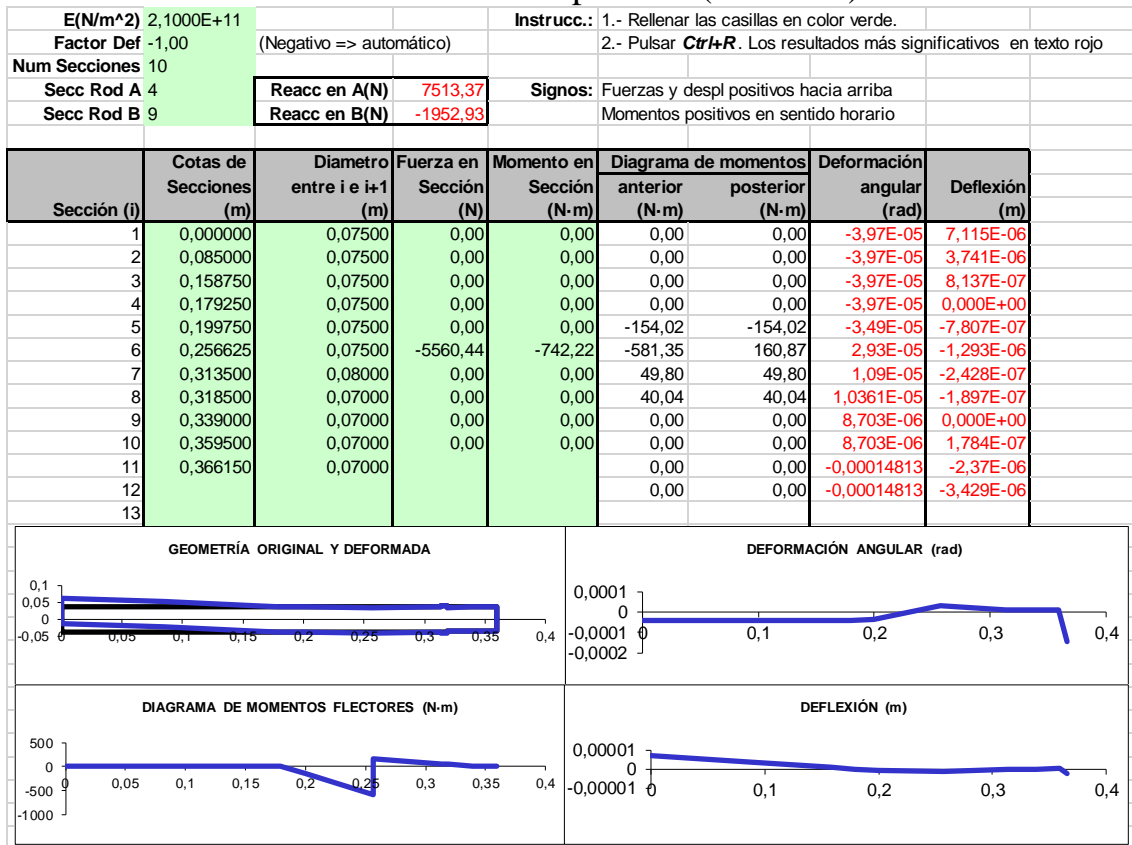 E(N/m^2) 2,1000E+11 Instrucc.: 1.- Rellenar las casillas en color verde.
Factor Def -1,00 (Negativo => automático) 2.- Pulsar Ctrl+R. Los resultados más significativos en texto rojo
Num Secciones 10
Secc Rod A 4 Reacc en A(N) 7513,37 Signos: Fuerzas y despl positivos hacia arriba
Secc Rod B 9 Reacc en B(N) -1952,93 Momentos positivos en sentido horario
Cotas de Diametro Fuerza en Momento en Diagrama de momentos Deformación
Secciones entre i e i+1 Sección Sección anterior posterior angular Deflexión
Sección (i) (m) (m) (N) (N·m) (N·m) (N·m) (rad) (m)
1 0,000000 0,07500 0,00 0,00 0,00 0,00 -3,97E-05 7,115E-06
2 0,085000 0,07500 0,00 0,00 0,00 0,00 -3,97E-05 3,741E-06
3 0,158750 0,07500 0,00 0,00 0,00 0,00 -3,97E-05 8,137E-07
4 0,179250 0,07500 0,00 0,00 0,00 0,00 -3,97E-05 0,000E+00
5 0,199750 0,07500 0,00 0,00 -154,02 -154,02 -3,49E-05 -7,807E-07
6 0,256625 0,07500 -5560,44 -742,22 -581,35 160,87 2,93E-05 -1,293E-06
7 0,313500 0,08000 0,00 0,00 49,80 49,80 1,09E-05 -2,428E-07
8 0,318500 0,07000 0,00 0,00 40,04 40,04 1,0361E-05 -1,897E-07
9 0,339000 0,07000 0,00 0,00 0,00 0,00 8,703E-06 0,000E+00
10 0,359500 0,07000 0,00 0,00 0,00 0,00 8,703E-06 1,784E-07
11 0,366150 0,07000 0,00 0,00 -0,00014813 -2,37E-06
12 0,00 0,00 -0,00014813 -3,429E-06
13
GEOMETRÍA ORIGINAL Y DEFORMADA
0,1
0,05
0
-0,05
0 0,05 0,1 0,15 0,2 0,25 0,3 0,35 0,4
DEFORMACIÓN ANGULAR (rad)
0,0001
0
-0,0001
-0,0002
0 0,1 0,2 0,3 0,4
DIAGRAMA DE MOMENTOS FLECTORES (N·m)
500
0
-500
-1000
0 0,05 0,1 0,15 0,2 0,25 0,3 0,35 0,4
DEFLEXIÓN (m)
0,00001
0
-0,00001
0 0,1 0,2 0,3 0,4